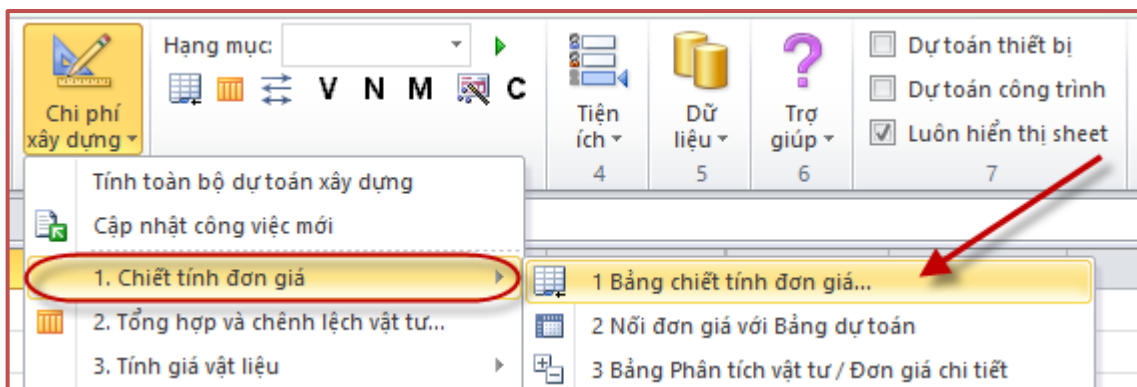 Hạng mục:
V N M C
Chi phí
xây dựng
Tiện
ích
Dữ
liệu
Trợ
giúp
Dự toán thiết bị
Dự toán công trình
Luôn hiển thị sheet
4
5
6
7
Tính toàn bộ dự toán xây dựng
Cập nhật công việc mới
1. Chiết tính đơn giá
2. Tổng hợp và chênh lệch vật tư...
3. Tính giá vật liệu
1 Bảng chiết tính đơn giá...
2 Nối đơn giá với Bảng dự toán
3 Bảng Phân tích vật tư / Đơn giá chi tiết